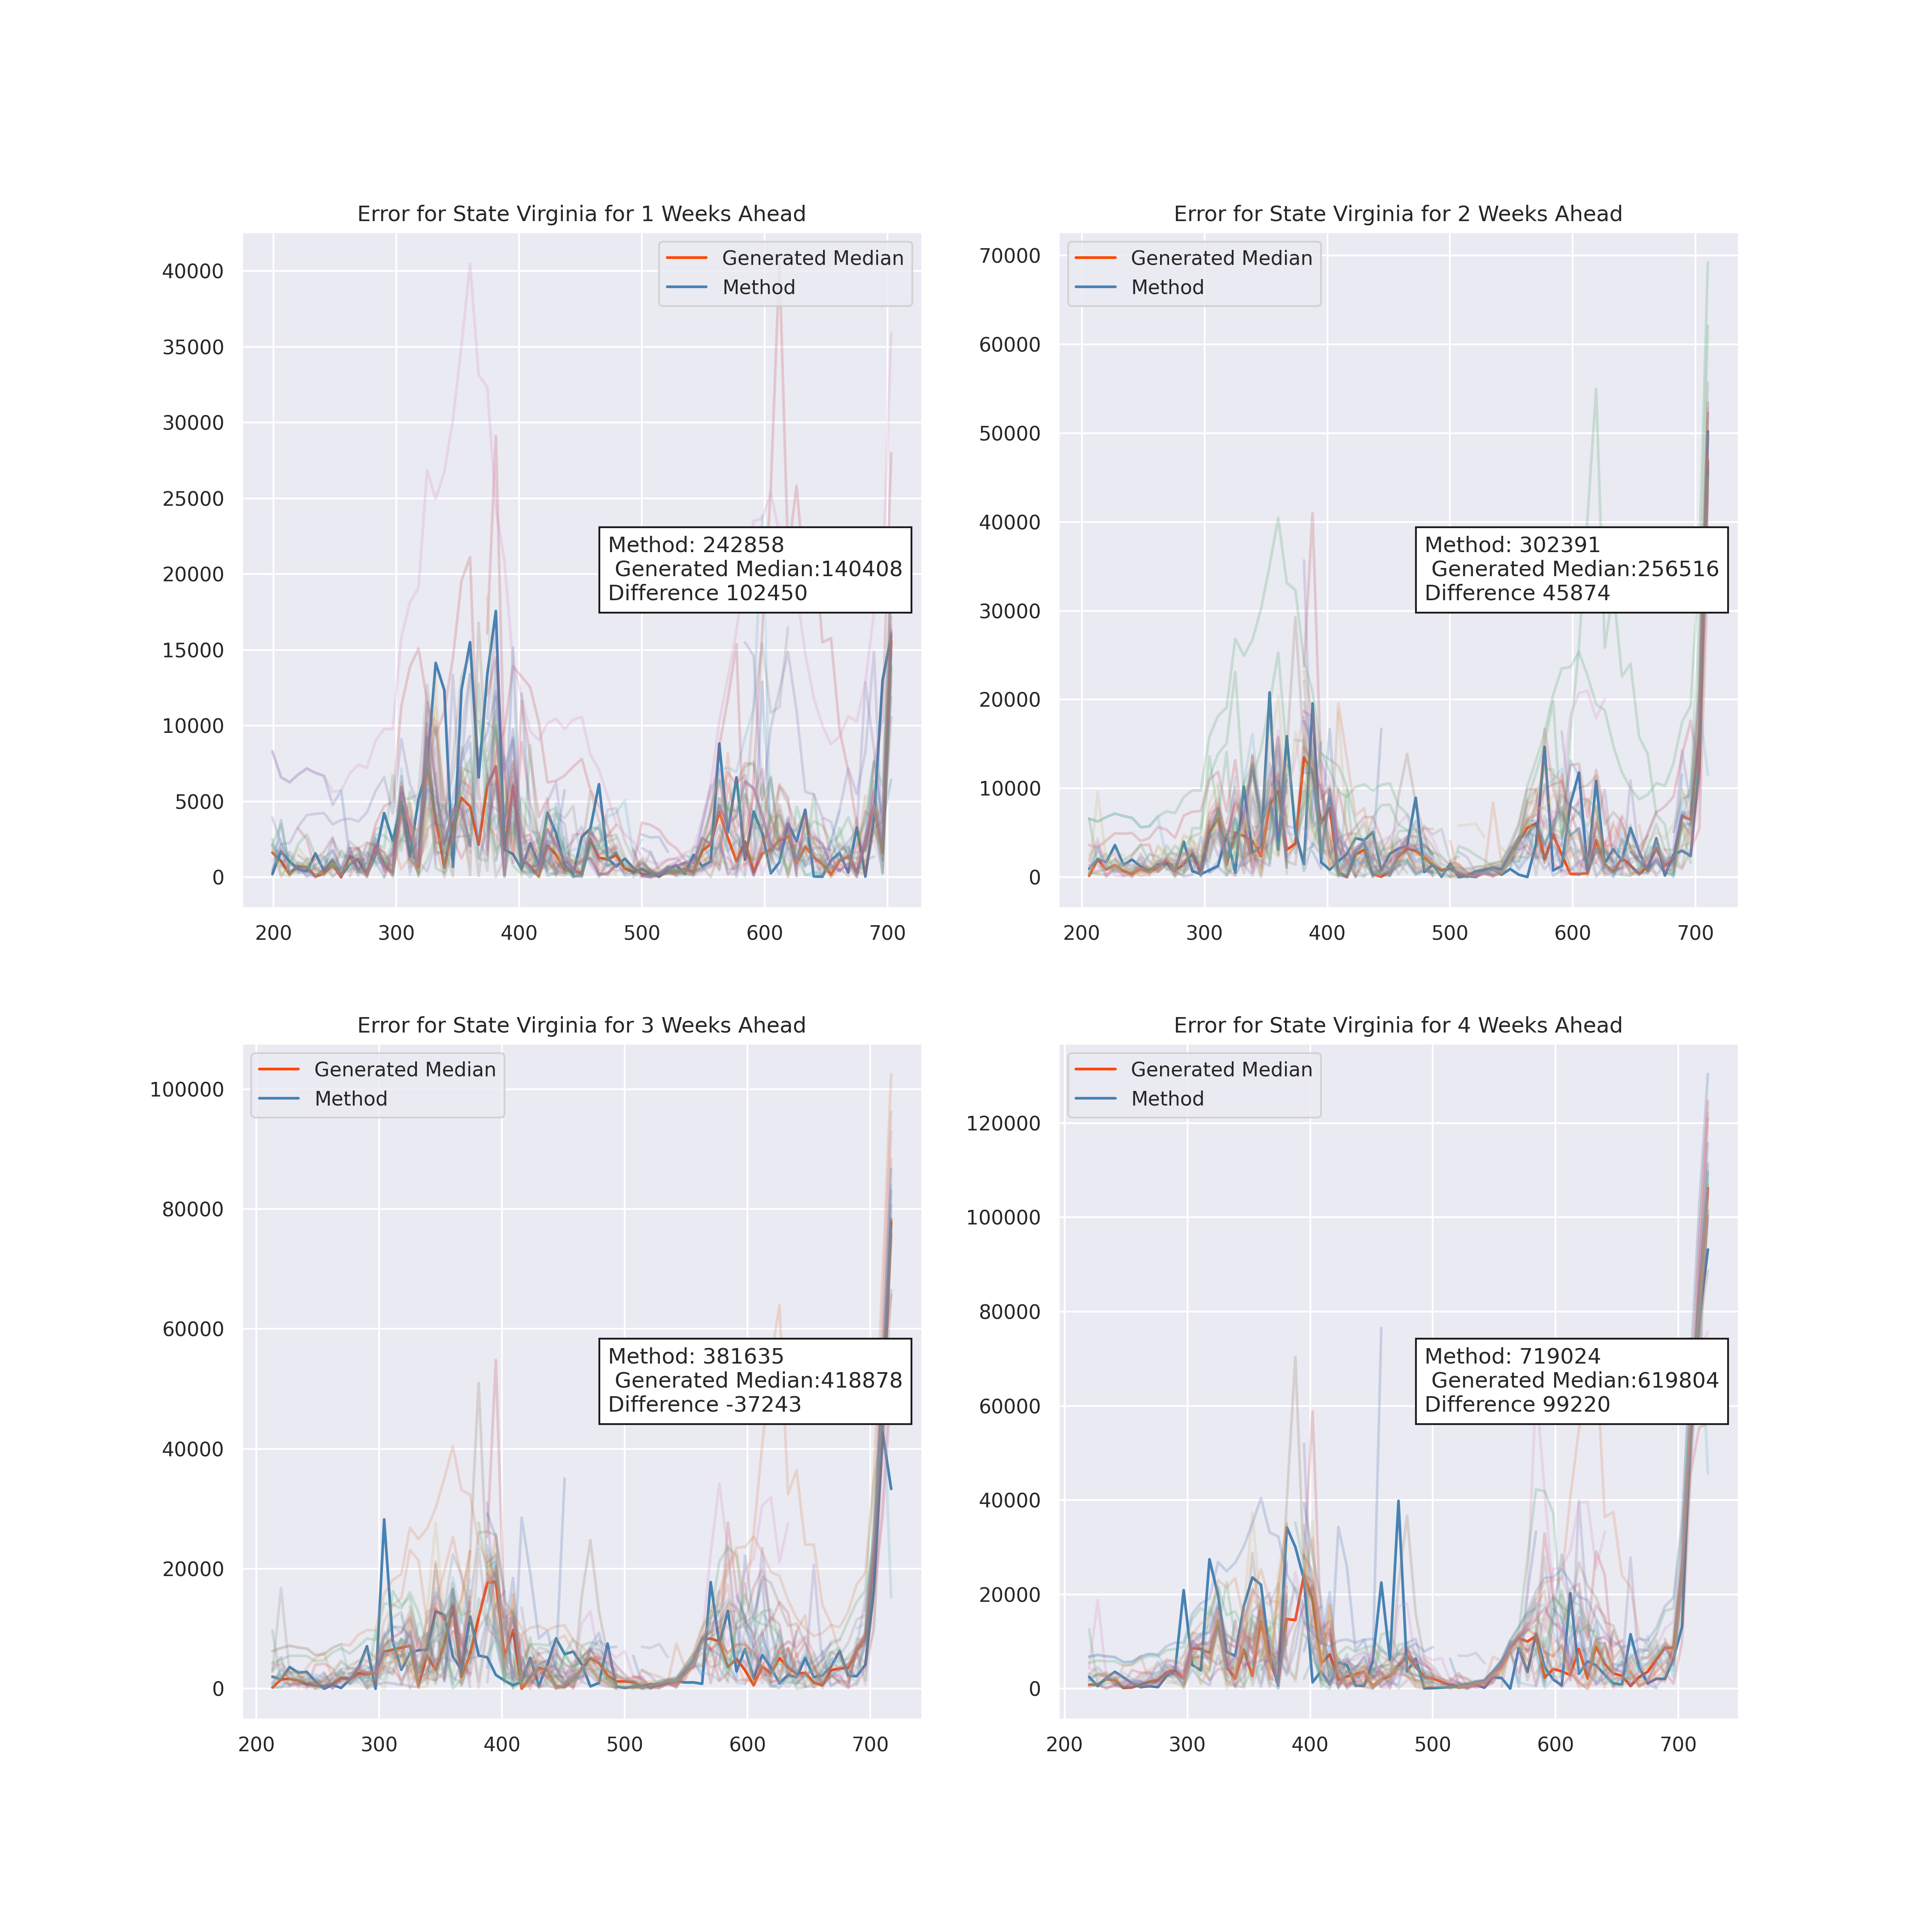 Error for State Virginia for 1 Weeks Ahead
Generated Median
Method
40000
35000
30000
25000
20000
15000
10000
5000
0
Method: 242858
Generated Median:140408
Difference 102450
200 300 400 500 600 700
Error for State Virginia for 2 Weeks Ahead
Generated Median
Method
70000
60000
50000
40000
30000
20000
10000
0
Method: 302391
Generated Median:256516
Difference 45874
200 300 400 500 600 700
Error for State Virginia for 3 Weeks Ahead
Generated Median
Method
100000
80000
60000
40000
20000
0
Method: 381635
Generated Median:418878
Difference -37243
200 300 400 500 600 700
Error for State Virginia for 4 Weeks Ahead
Generated Median
Method
120000
100000
80000
60000
40000
20000
0
Method: 719024
Generated Median:619804
Difference 99220
200 300 400 500 600 700